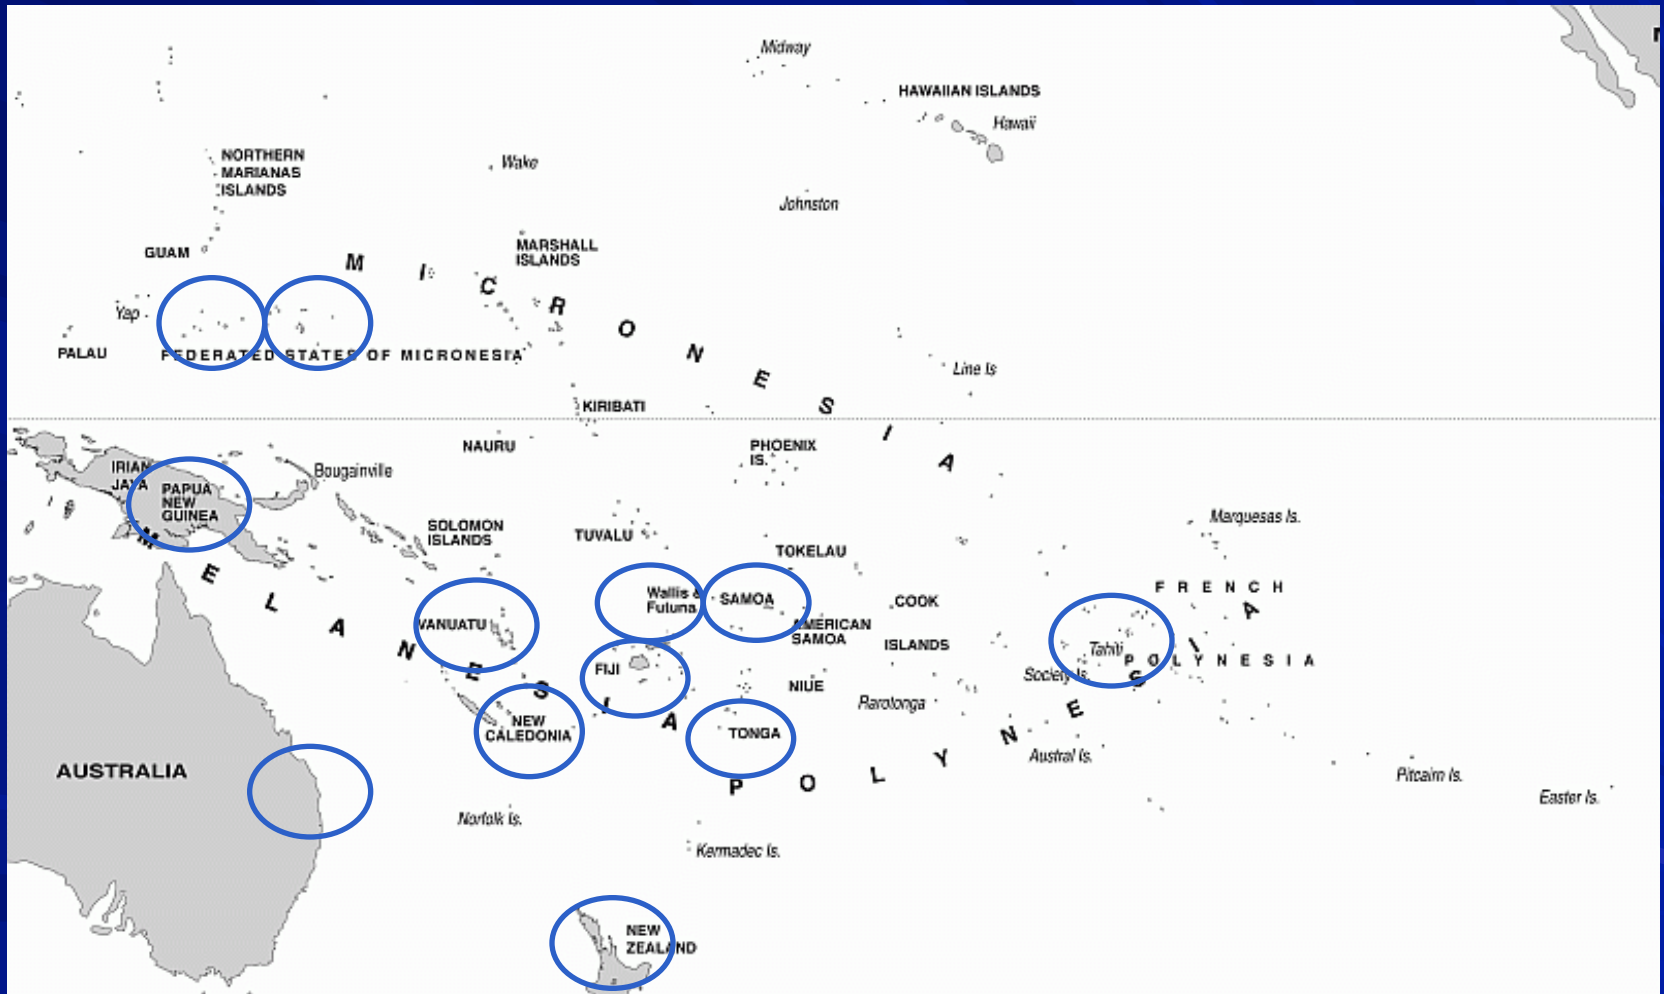 Midway
HAWAIIAN ISLANDS
Hawaii
NORTHERN
MARIANAS
ISLANDS
Wake
Johnston
GUAM
MARSHALL
ISLANDS
MICRONESIA
Yap
PALAU
FEDERATED STATES OF MICRONESIA
Line Is
KIRIBATI
NAURU
PHOENIX
IS.
IRIAN
JAYA
PAPUA
NEW
GUINEA
Bougainville
SOLOMON
ISLANDS
TUVALU
TOKELAU
Marquesas Is.
MELANESIA
VANUATU
Wallis &
Futuna
SAMOA
AMERICAN
SAMOA
COOK
ISLANDS
FRENCH
POLYNESIA
Tahiti
Society Is.
FIJI
NIUE
Rarotonga
NEW
CALEDONIA
TONGA
POLYNESIA
Austral Is.
AUSTRALIA
Pitcairn Is.
Easter Is.
Norfolk Is.
Kermadec Is.
NEW
ZEALAND